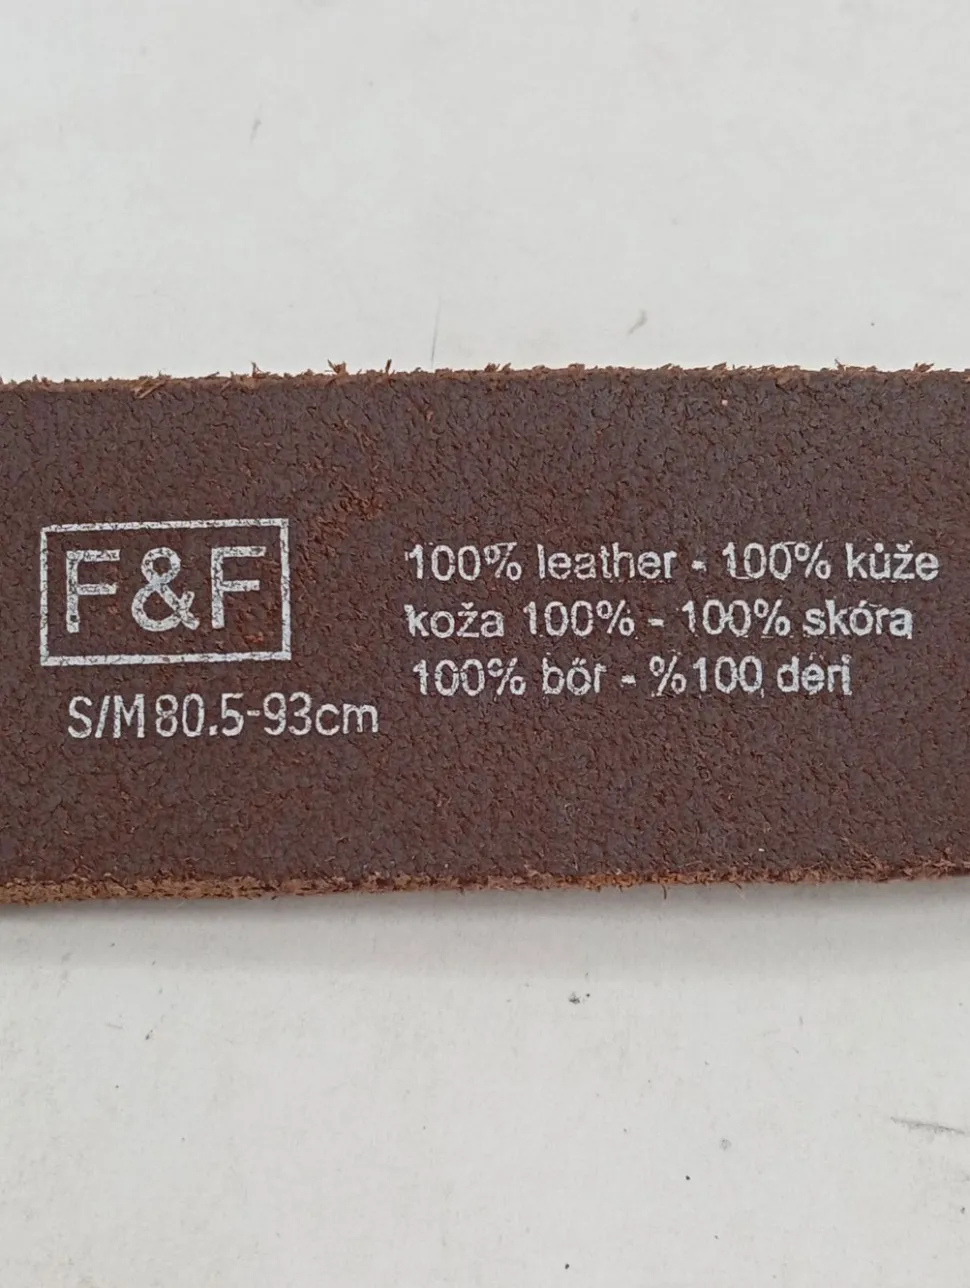 F&F
S/M 80.5-93cm
100% leather - 100% kůže
koža 100% - 100% skóra
100% bőr - %100 deri